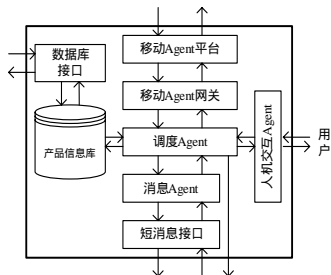 移动Agent平台
数据库
接口
移动Agent网关
产品信息库
调度Agent
人机交互Agent
用
户
消息Agent
短消息接口